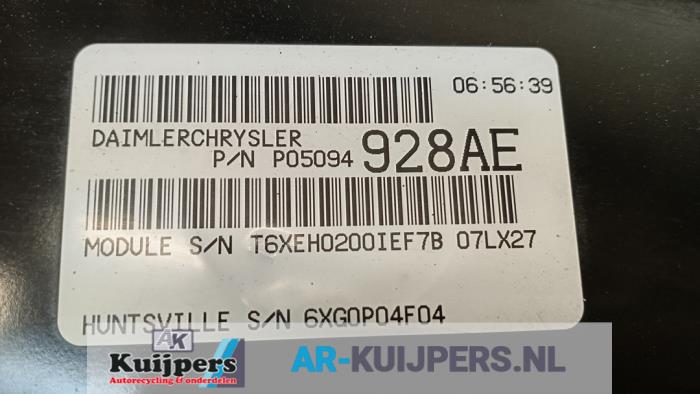 06:56:39
DAIMLERCHRYSLER
P/N P05094 928AE
MODULE S/N T6XEH0200IEF7B 07LX27
HUNTSVILLE S/N 6XG0P04F04
AK
Kuijpers
Autorecycling & onderdelen
AR-KUIJPERS.NL